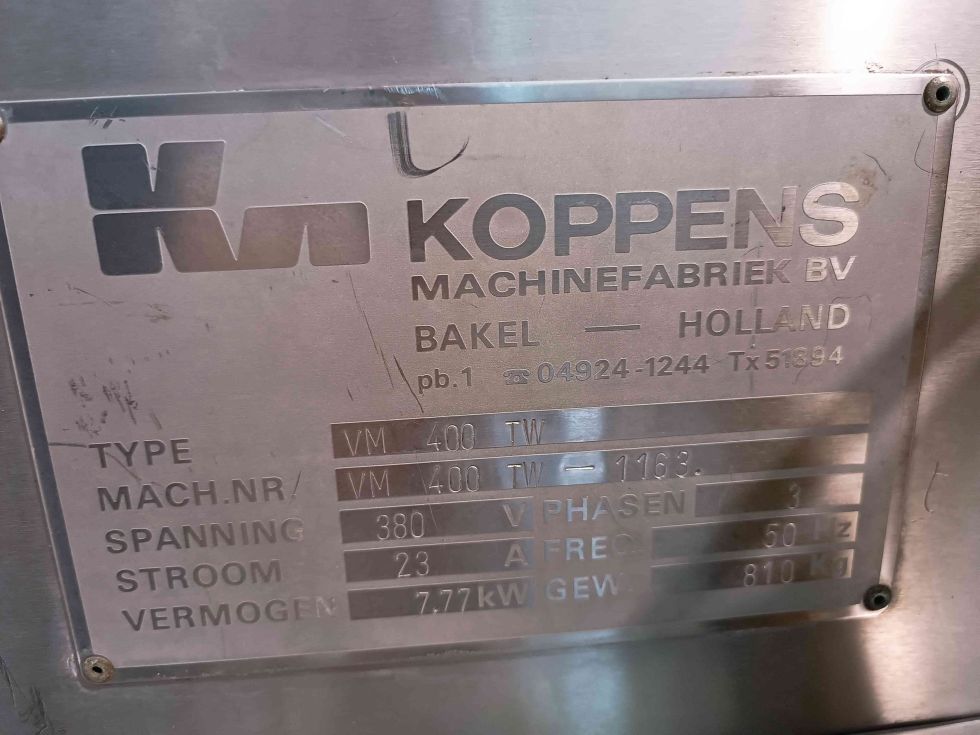 KOPPENS
MACHINEFABRIEK BV
BAKEL — HOLLAND
pb.1 ☎ 04924-1244 Tx 51894
TYPE VM 400 TW
MACH.NR/ VM 400 TW - 1163.
SPANNING 380 V PHASEN 3
STROOM 23 A FREQ. 50 Hz
VERMOGEN 7.77 kW GEW. 810 Kg